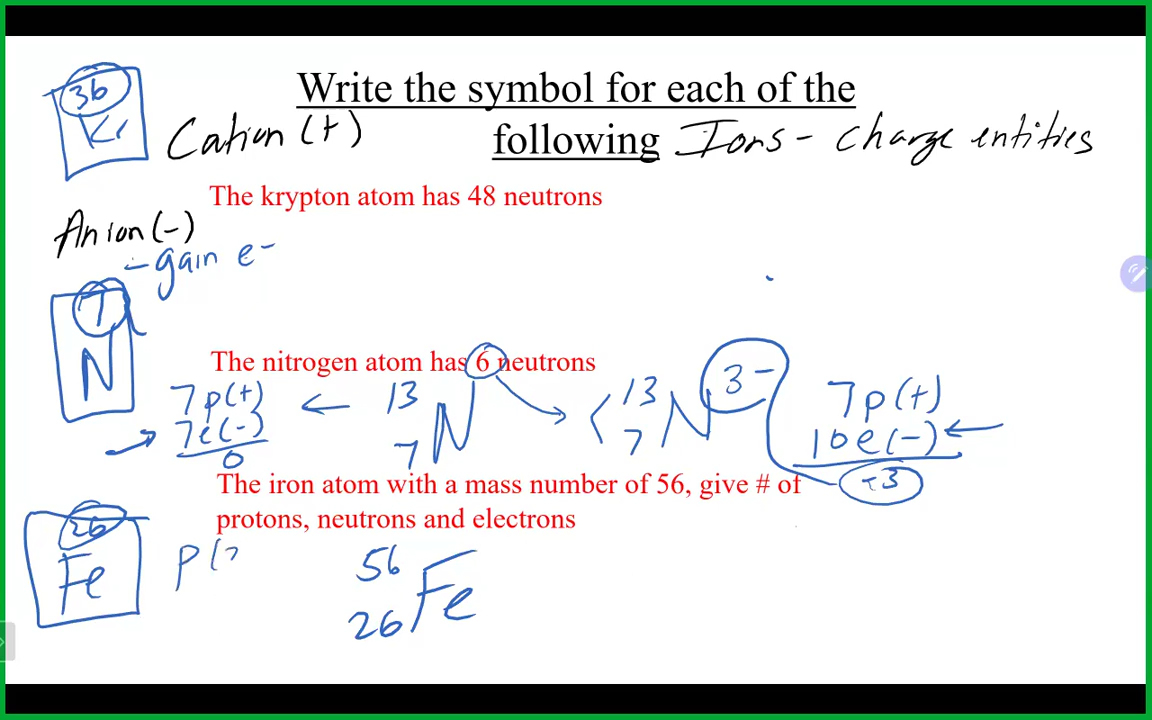 36
Kr
Write the symbol for each of the
Cation (+)
following Ions - charge entities
The krypton atom has 48 neutrons
Anion (-)
- gain e-
7
N
The nitrogen atom has 6 neutrons
7p(+) ← 13 N 7
7e(-)
0
13 N 3- 7
7p(+)
10e(-)
-3
The iron atom with a mass number of 56, give # of
protons, neutrons and electrons
26
Fe
p(
56
Fe
26